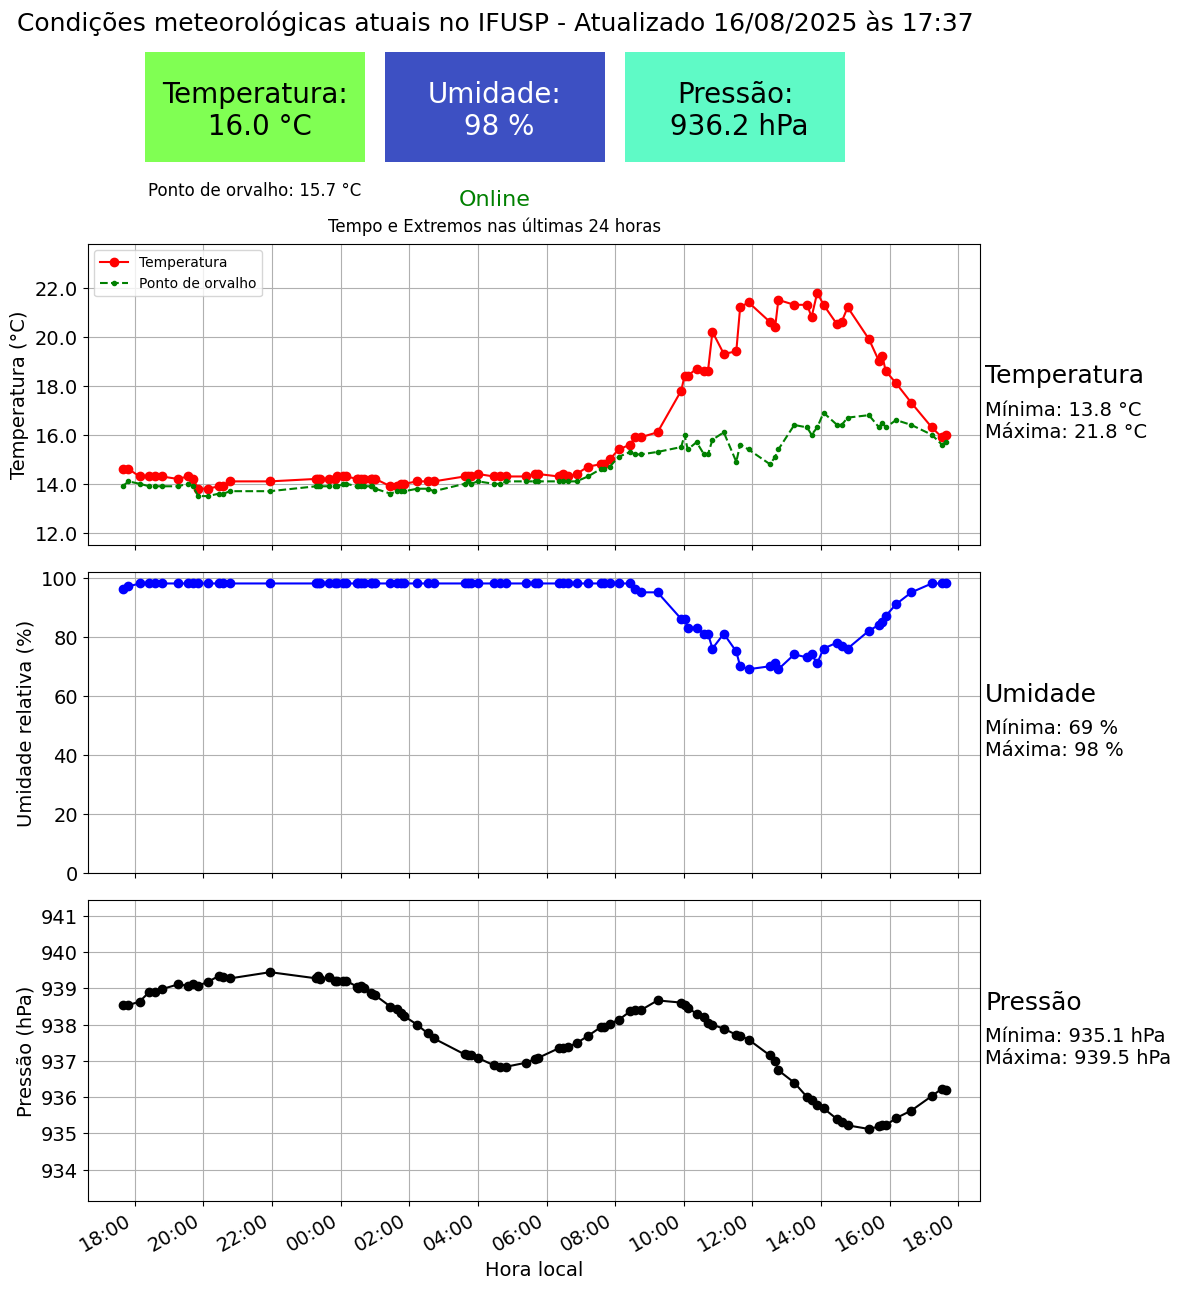 Condições meteorológicas atuais no IFUSP - Atualizado 16/08/2025 às 17:37
Temperatura:
16.0 °C
Umidade:
98 %
Pressão:
936.2 hPa
Ponto de orvalho: 15.7 °C
Online
Tempo e Extremos nas últimas 24 horas
Temperatura
Ponto de orvalho
Temperatura (°C)
22.0
20.0
18.0
16.0
14.0
12.0
Temperatura
Mínima: 13.8 °C
Máxima: 21.8 °C
Umidade relativa (%)
100
80
60
40
20
0
Umidade
Mínima: 69 %
Máxima: 98 %
Pressão (hPa)
941
940
939
938
937
936
935
934
Pressão
Mínima: 935.1 hPa
Máxima: 939.5 hPa
18:00
20:00
22:00
00:00
02:00
04:00
06:00
08:00
10:00
12:00
14:00
16:00
18:00
Hora local